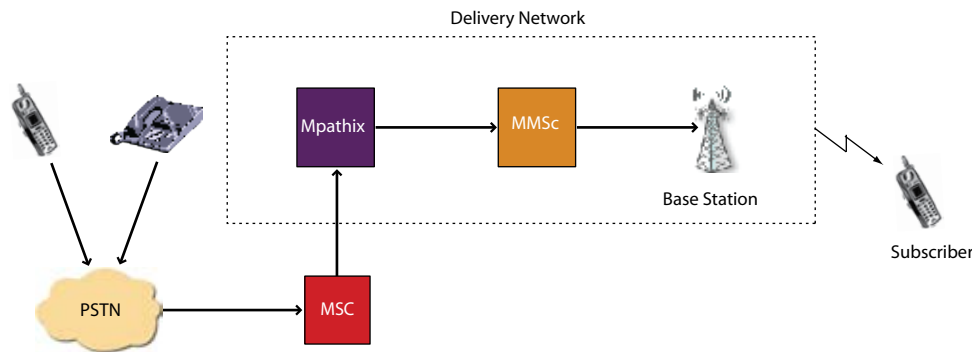 Delivery Network
Mpathix
MMSc
Base Station
Subscriber
PSTN
MSC